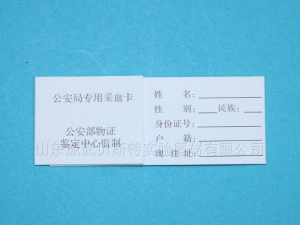 公安局专用采血卡
公安部物证
鉴定中心监制
姓 名:
性 别: 民族:
身份证号:
户 籍:
现 住 址: